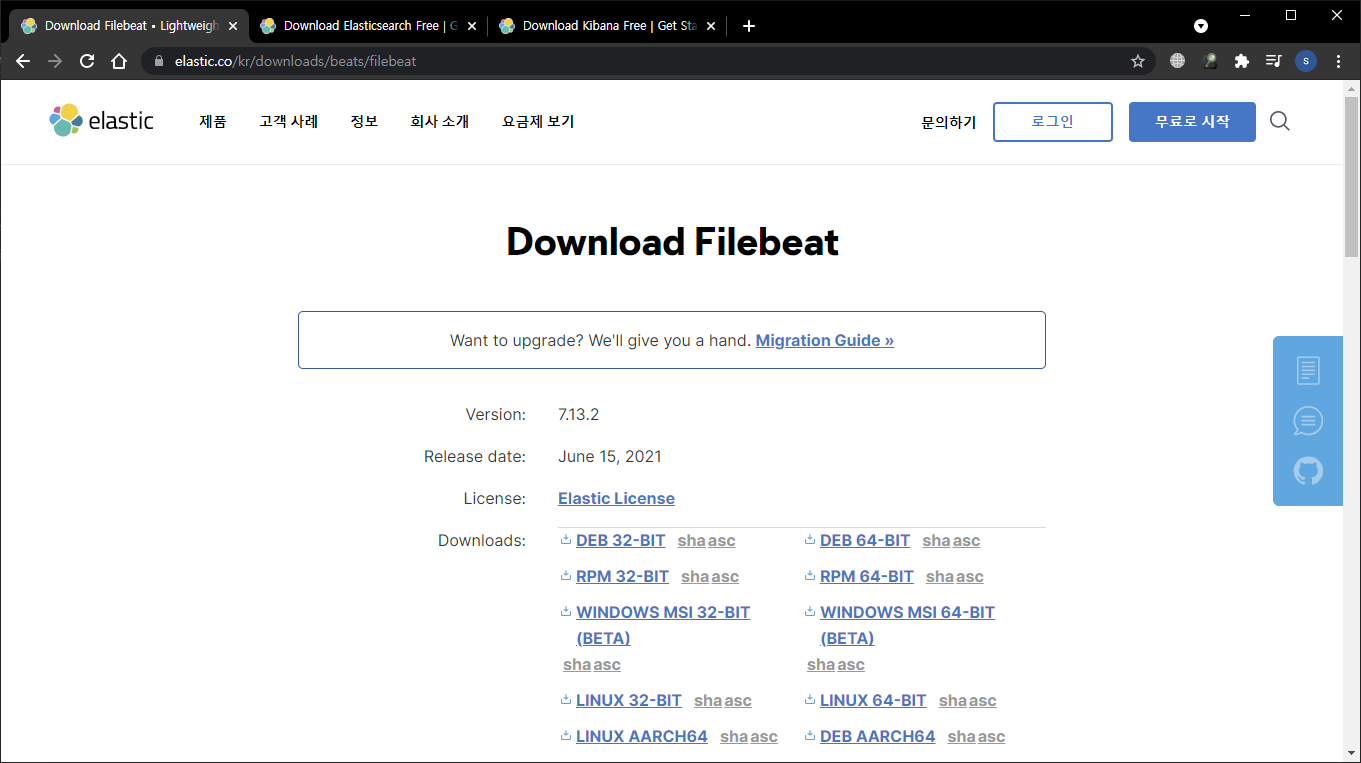 Download Filebeat • Lightweigh
Download Elasticsearch Free | G
Download Kibana Free | Get Sta
elastic.co/kr/downloads/beats/filebeat
S
elastic
제품 고객 사례 정보 회사 소개 요금제 보기
문의하기 로그인 무료로 시작
Download Filebeat
Want to upgrade? We'll give you a hand. Migration Guide »
Version: 7.13.2
Release date: June 15, 2021
License: Elastic License
Downloads: DEB 32-BIT sha asc DEB 64-BIT sha asc
RPM 32-BIT sha asc RPM 64-BIT sha asc
WINDOWS MSI 32-BIT WINDOWS MSI 64-BIT
(BETA) (BETA)
sha asc sha asc
LINUX 32-BIT sha asc LINUX 64-BIT sha asc
LINUX AARCH64 sha asc DEB AARCH64 sha asc